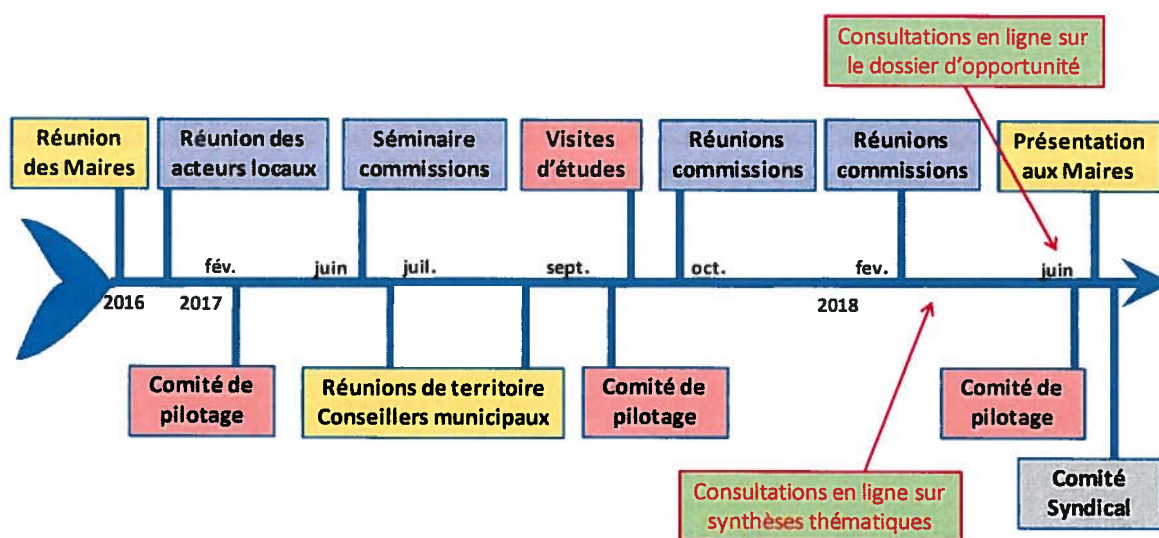 Consultations en ligne sur
le dossier d'opportunité
Réunion
des Maires
Réunion des
acteurs locaux
Séminaire
commissions
Visites
d'études
Réunions
commissions
Réunions
commissions
Présentation
aux Maires
fév.
juin
juil.
sept.
oct.
fev.
juin
2016
2017
2018
Comité de
pilotage
Réunions de territoire
Conseillers municipaux
Comité de
pilotage
Comité de
pilotage
Consultations en ligne sur
synthèses thématiques
Comité
Syndical